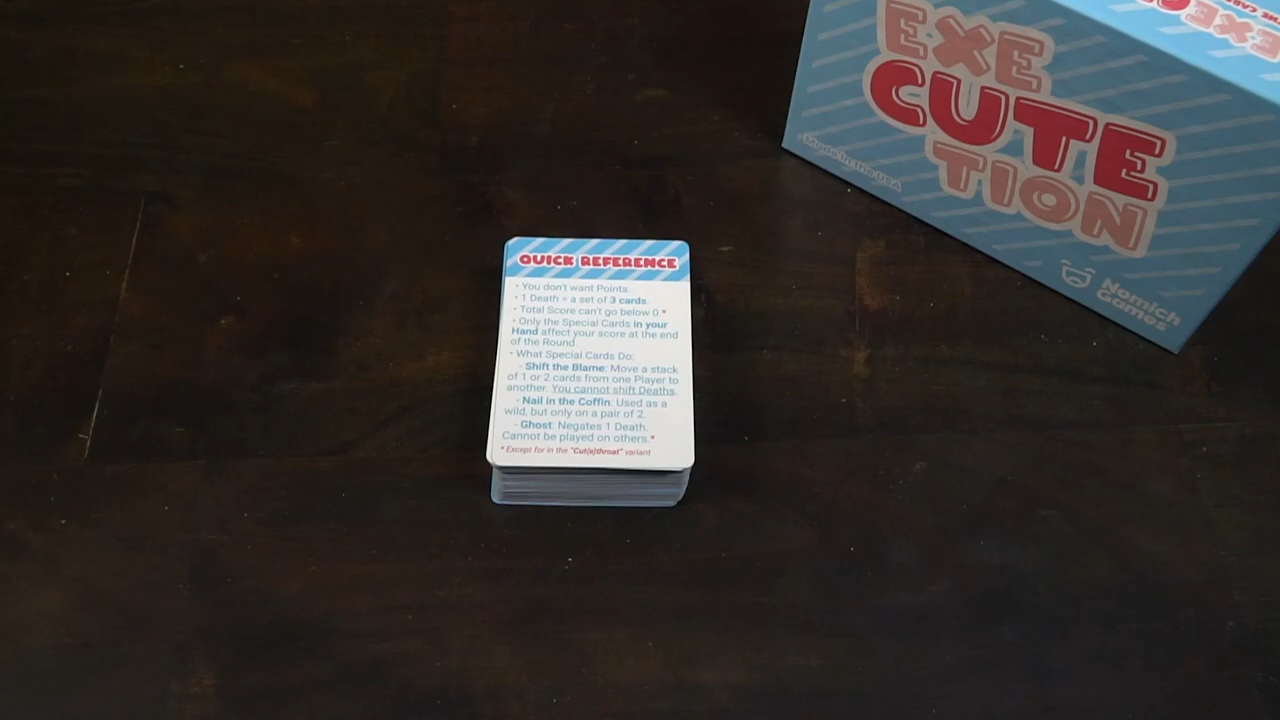 EXE
CUTE
TION
Made in the USA
Nomich
Games
QUICK REFERENCE
• You don't want Points.
• 1 Death = a set of 3 cards.
• Total Score can't go below 0.*
• Only the Special Cards in your
Hand affect your score at the end
of the Round.
• What Special Cards Do:
- Shift the Blame: Move a stack
of 1 or 2 cards from one Player to
another. You cannot shift Deaths.
- Nail in the Coffin: Used as a
wild, but only on a pair of 2.
- Ghost: Negates 1 Death.
Cannot be played on others.*
* Except for in the "Cut(e)throat" variant